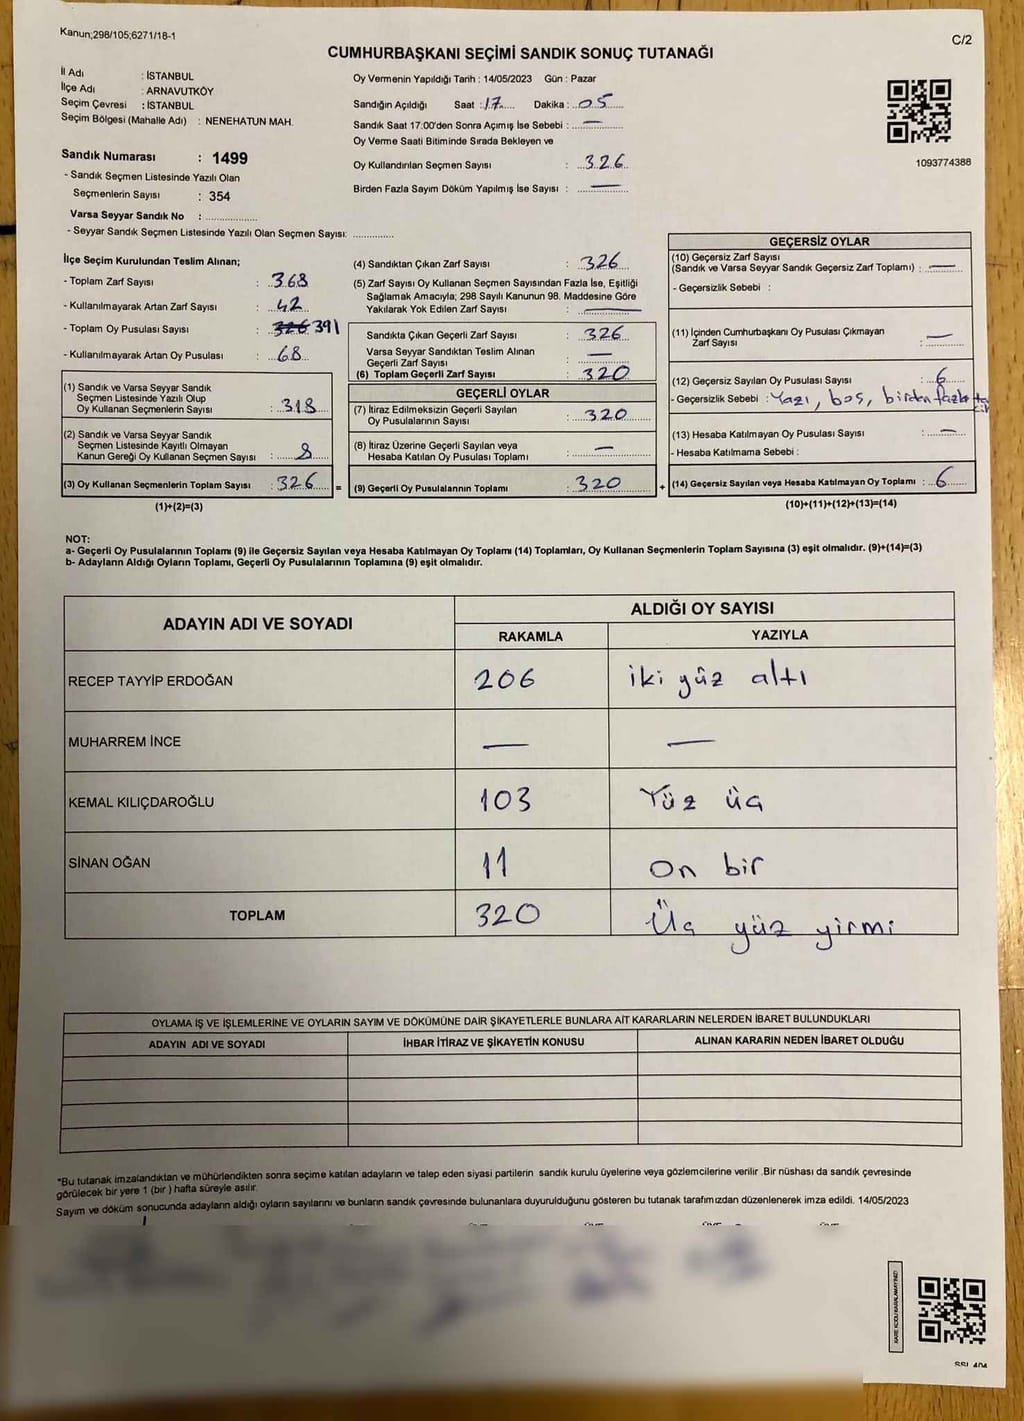 Kanun;298/105;6271/18-1
C/2
CUMHURBAŞKANI SEÇİMİ SANDIK SONUÇ TUTANAĞI
İl Adı : İSTANBUL
İlçe Adı : ARNAVUTKÖY
Seçim Çevresi : İSTANBUL
Seçim Bölgesi (Mahalle Adı) : NENEHATUN MAH.
Sandık Numarası : 1499
- Sandık Seçmen Listesinde Yazılı Olan
Seçmenlerin Sayısı : 354
Varsa Seyyar Sandık No : ..................
- Seyyar Sandık Seçmen Listesinde Yazılı Olan Seçmen Sayısı: ..............
Oy Vermenin Yapıldığı Tarih : 14/05/2023 Gün : Pazar
Sandığın Açıldığı Saat : 17 Dakika : 05
Sandık Saat 17.00'den Sonra Açımış İse Sebebi : —
Oy Verme Saati Bitiminde Sırada Bekleyen ve
Oy Kullandırılan Seçmen Sayısı : 326
Birden Fazla Sayım Döküm Yapılmış İse Sayısı : —
1093774388
İlçe Seçim Kurulundan Teslim Alınan;
- Toplam Zarf Sayısı : 368
- Kullanılmayarak Artan Zarf Sayısı : 42
- Toplam Oy Pusulası Sayısı : 326 391
- Kullanılmayarak Artan Oy Pusulası : 68
(1) Sandık ve Varsa Seyyar Sandık
Seçmen Listesinde Yazılı Olup
Oy Kullanan Seçmenlerin Sayısı : 318
(2) Sandık ve Varsa Seyyar Sandık
Seçmen Listesinde Kayıtlı Olmayan
Kanun Gereği Oy Kullanan Seçmen Sayısı : 8
(3) Oy Kullanan Seçmenlerin Toplam Sayısı : 326 =
(1)+(2)=(3)
(4) Sandıktan Çıkan Zarf Sayısı : 326
(5) Zarf Sayısı Oy Kullanan Seçmen Sayısından Fazla İse, Eşitliği
Sağlamak Amacıyla; 298 Sayılı Kanunun 98. Maddesine Göre
Yakılarak Yok Edilen Zarf Sayısı : —
Sandıkta Çıkan Geçerli Zarf Sayısı : 326
Varsa Seyyar Sandıktan Teslim Alınan
Geçerli Zarf Sayısı : —
(6) Toplam Geçerli Zarf Sayısı : 320
GEÇERLİ OYLAR
(7) İtiraz Edilmeksizin Geçerli Sayılan
Oy Pusulalarının Sayısı : 320
(8) İtiraz Üzerine Geçerli Sayılan veya
Hesaba Katılan Oy Pusulası Toplamı : —
(9) Geçerli Oy Pusulalarının Toplamı : 320 +
GEÇERSİZ OYLAR
(10) Geçersiz Zarf Sayısı
(Sandık ve Varsa Seyyar Sandık Geçersiz Zarf Toplamı) : —
- Geçersizlik Sebebi :
(11) İçinden Cumhurbaşkanı Oy Pusulası Çıkmayan
Zarf Sayısı : —
(12) Geçersiz Sayılan Oy Pusulası Sayısı : 6
- Geçersizlik Sebebi : Yazı, boş, birden fazla
(13) Hesaba Katılmayan Oy Pusulası Sayısı : —
- Hesaba Katılmama Sebebi :
(14) Geçersiz Sayılan veya Hesaba Katılmayan Oy Toplamı : 6
(10)+(11)+(12)+(13)=(14)
NOT:
a- Geçerli Oy Pusulalarının Toplamı (9) ile Geçersiz Sayılan veya Hesaba Katılmayan Oy Toplamı (14) Toplamları, Oy Kullanan Seçmenlerin Toplam Sayısına (3) eşit olmalıdır. (9)+(14)=(3)
b- Adayların Aldığı Oyların Toplamı, Geçerli Oy Pusulalarının Toplamına (9) eşit olmalıdır.
ADAYIN ADI VE SOYADI
ALDIĞI OY SAYISI
RAKAMLA YAZIYLA
RECEP TAYYİP ERDOĞAN 206 iki yüz altı
MUHARREM İNCE — —
KEMAL KILIÇDAROĞLU 103 Yüz üç
SİNAN OĞAN 11 On bir
TOPLAM 320 Üç yüz yirmi
OYLAMA İŞ VE İŞLEMLERİNE VE OYLARIN SAYIM VE DÖKÜMÜNE DAİR ŞİKAYETLERLE BUNLARA AİT KARARLARIN NELERDEN İBARET BULUNDUKLARI
ADAYIN ADI VE SOYADI İHBAR İTİRAZ VE ŞİKAYETİN KONUSU ALINAN KARARIN NEDEN İBARET OLDUĞU
*Bu tutanak imzalandıktan ve mühürlendikten sonra seçime katılan adayların ve talep eden siyasi partilerin sandık kurulu üyelerine veya gözlemcilerine verilir .Bir nüshası da sandık çevresinde
görülecek bir yere 1 (bir ) hafta süreyle asılır.
Sayım ve döküm sonucunda adayların aldığı oyların sayılarını ve bunların sandık çevresinde bulunanlara duyurulduğunu gösteren bu tutanak tarafımızdan düzenlenerek imza edildi. 14/05/2023
KARE KODU KARALAMAYINIZ!